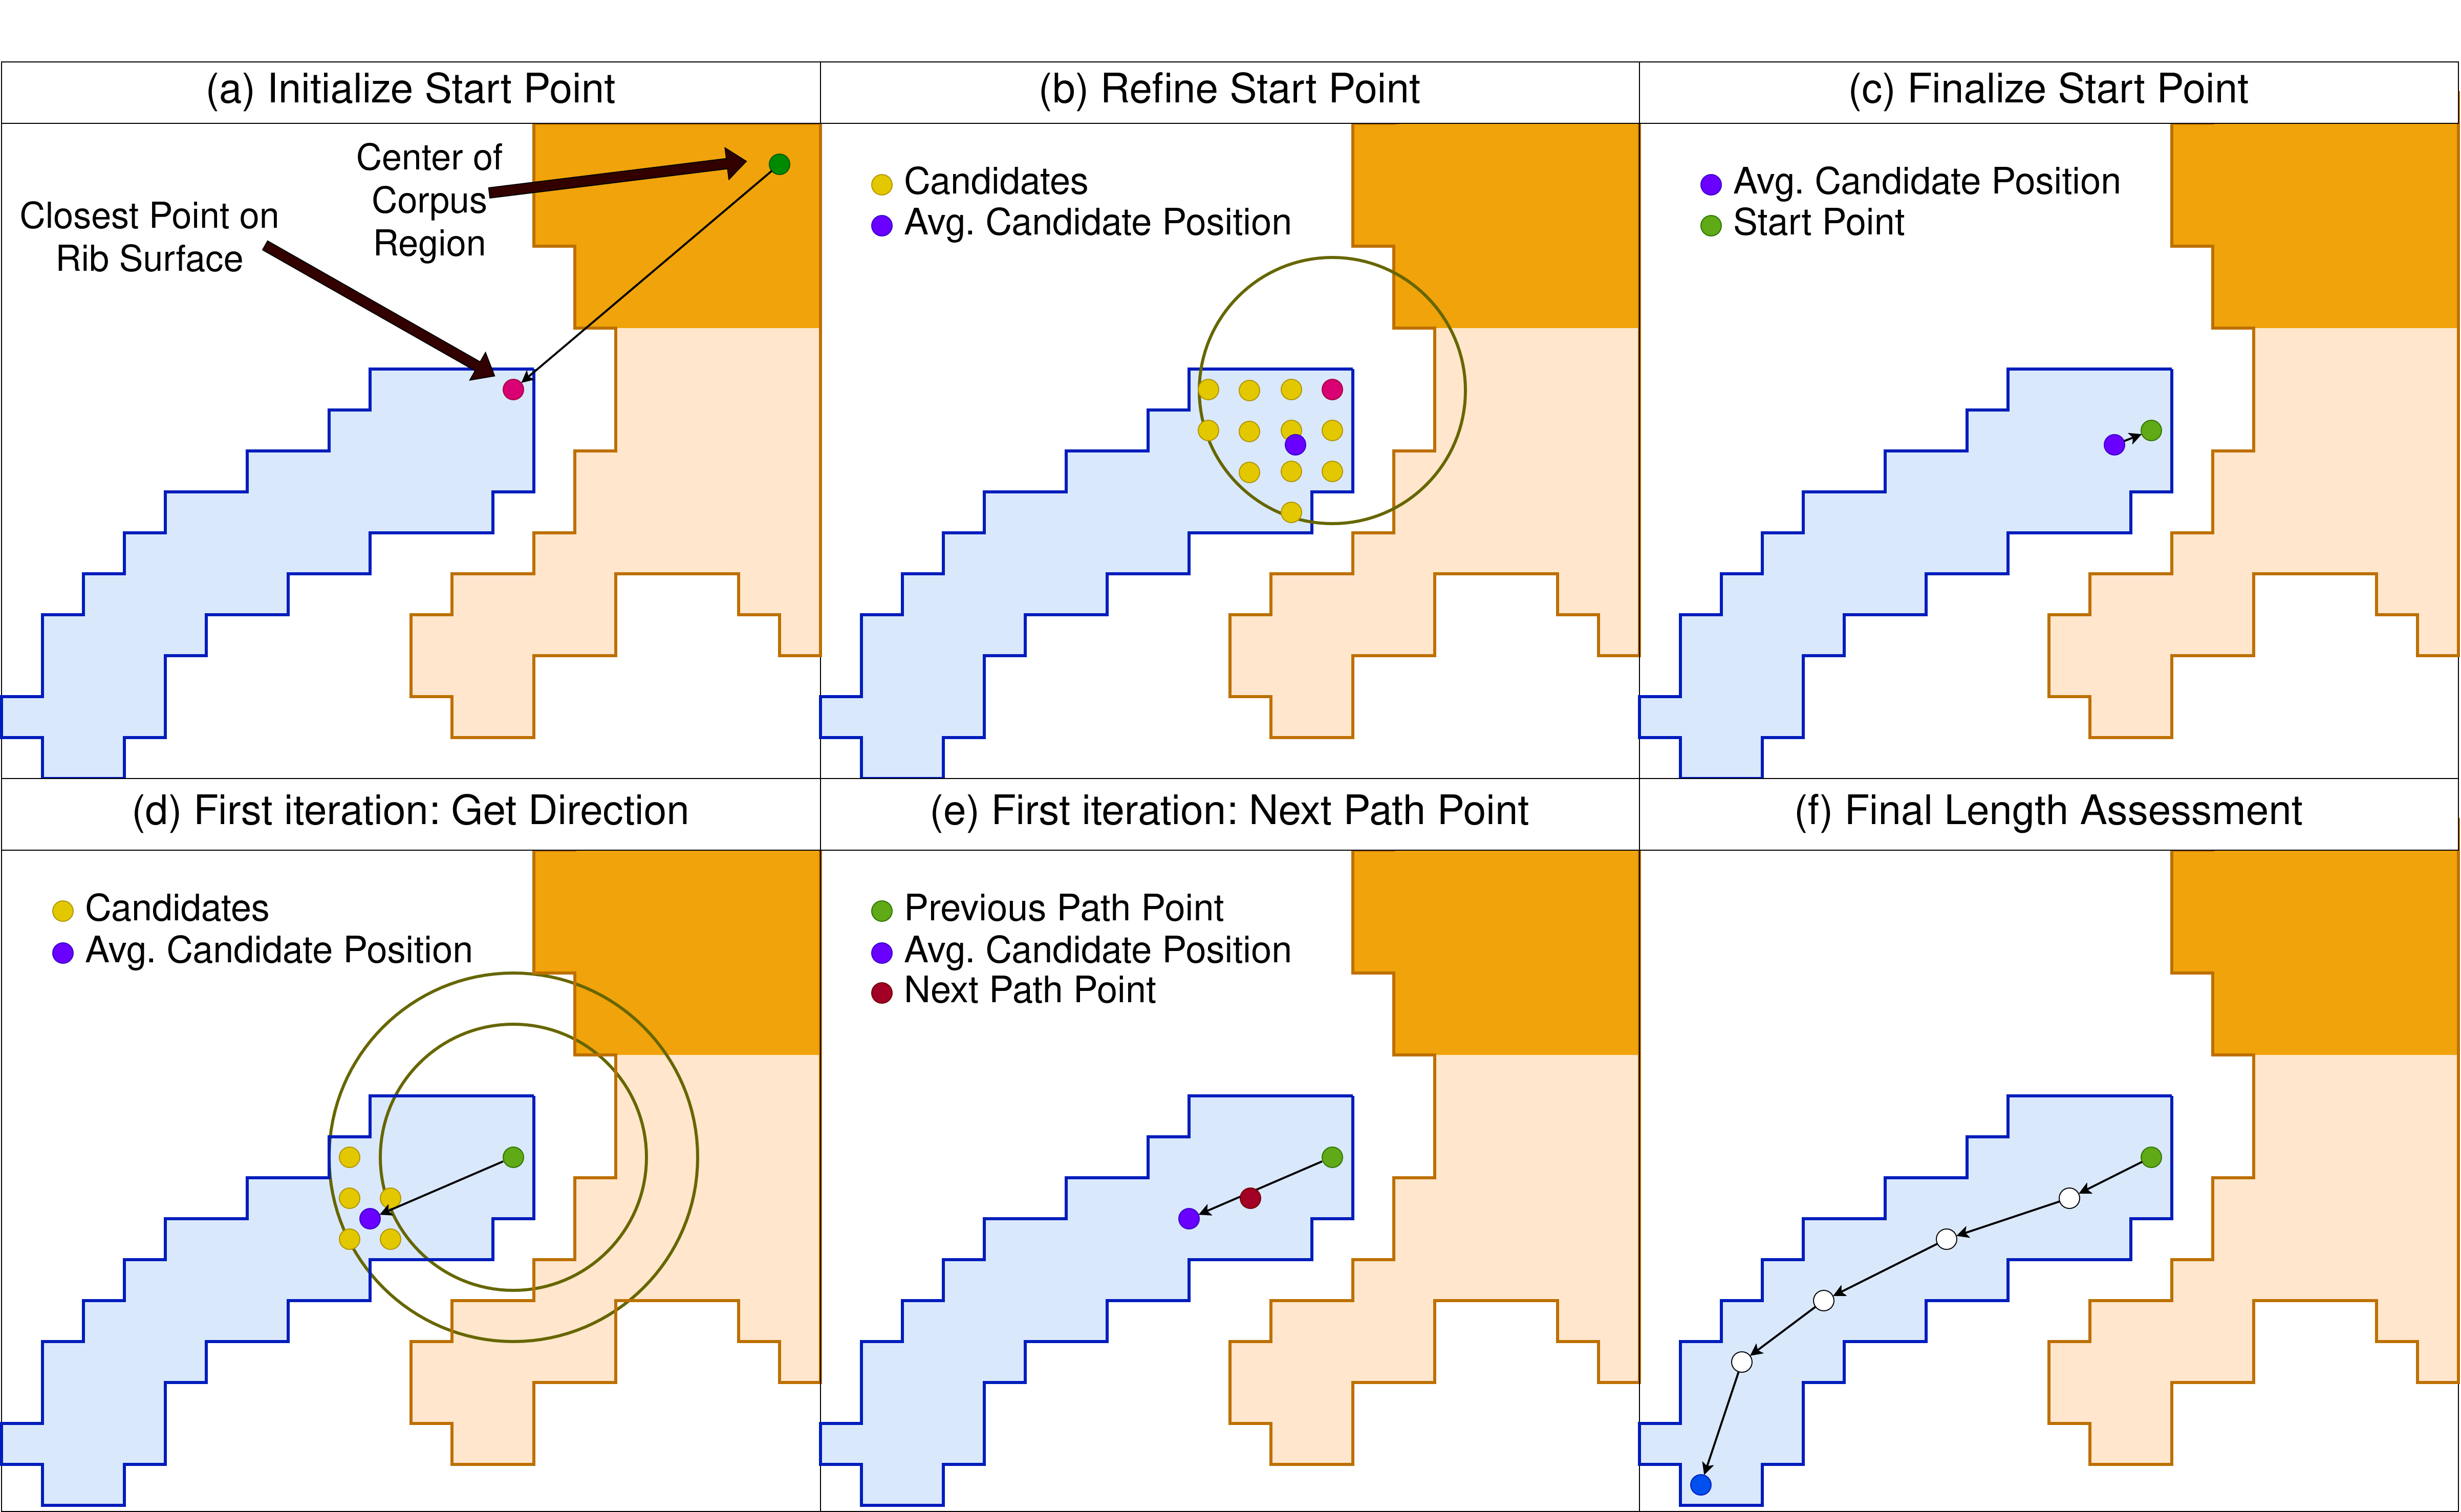 (a) Initialize Start Point
(b) Refine Start Point
(c) Finalize Start Point
Center of
Corpus
Region
Closest Point on
Rib Surface
Candidates
Avg. Candidate Position
Avg. Candidate Position
Start Point
(d) First iteration: Get Direction
(e) First iteration: Next Path Point
(f) Final Length Assessment
Candidates
Avg. Candidate Position
Previous Path Point
Avg. Candidate Position
Next Path Point